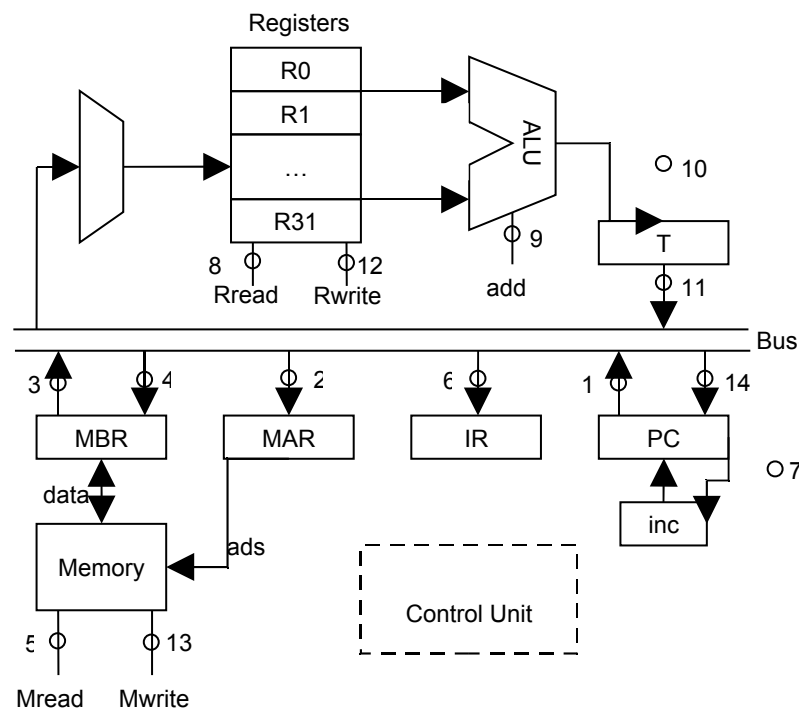 Registers
R0
R1
...
R31
ALU
10
T
8
12
9
Rread
Rwrite
add
11
Bus
3
4
2
6
1
14
MBR
MAR
IR
PC
7
data
inc
ads
Memory
Control Unit
5
13
Mread
Mwrite